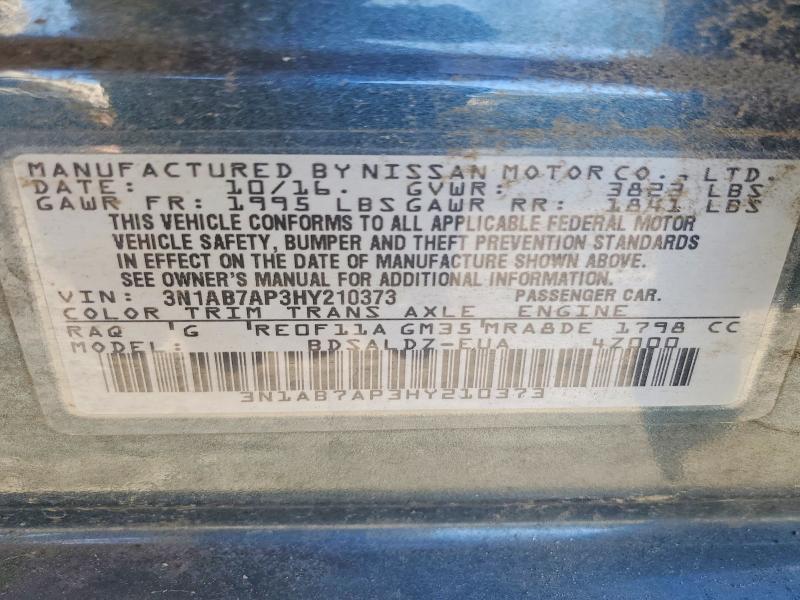 MANUFACTURED BY NISSAN MOTOR CO., LTD.
DATE: 10/16. GVWR: 3823 LBS
GAWR FR: 1995 LBS GAWR RR: 1841 LBS
THIS VEHICLE CONFORMS TO ALL APPLICABLE FEDERAL MOTOR
VEHICLE SAFETY, BUMPER AND THEFT PREVENTION STANDARDS
IN EFFECT ON THE DATE OF MANUFACTURE SHOWN ABOVE.
SEE OWNER'S MANUAL FOR ADDITIONAL INFORMATION.
VIN: 3N1AB7AP3HY210373 PASSENGER CAR.
COLOR TRIM TRANS AXLE ENGINE
RAQ 'G 'RE0F11A GM35'MRA8DE 1798 CC
MODEL: BDSALDZ-EUA 47000
3N1AB7AP3HY210373